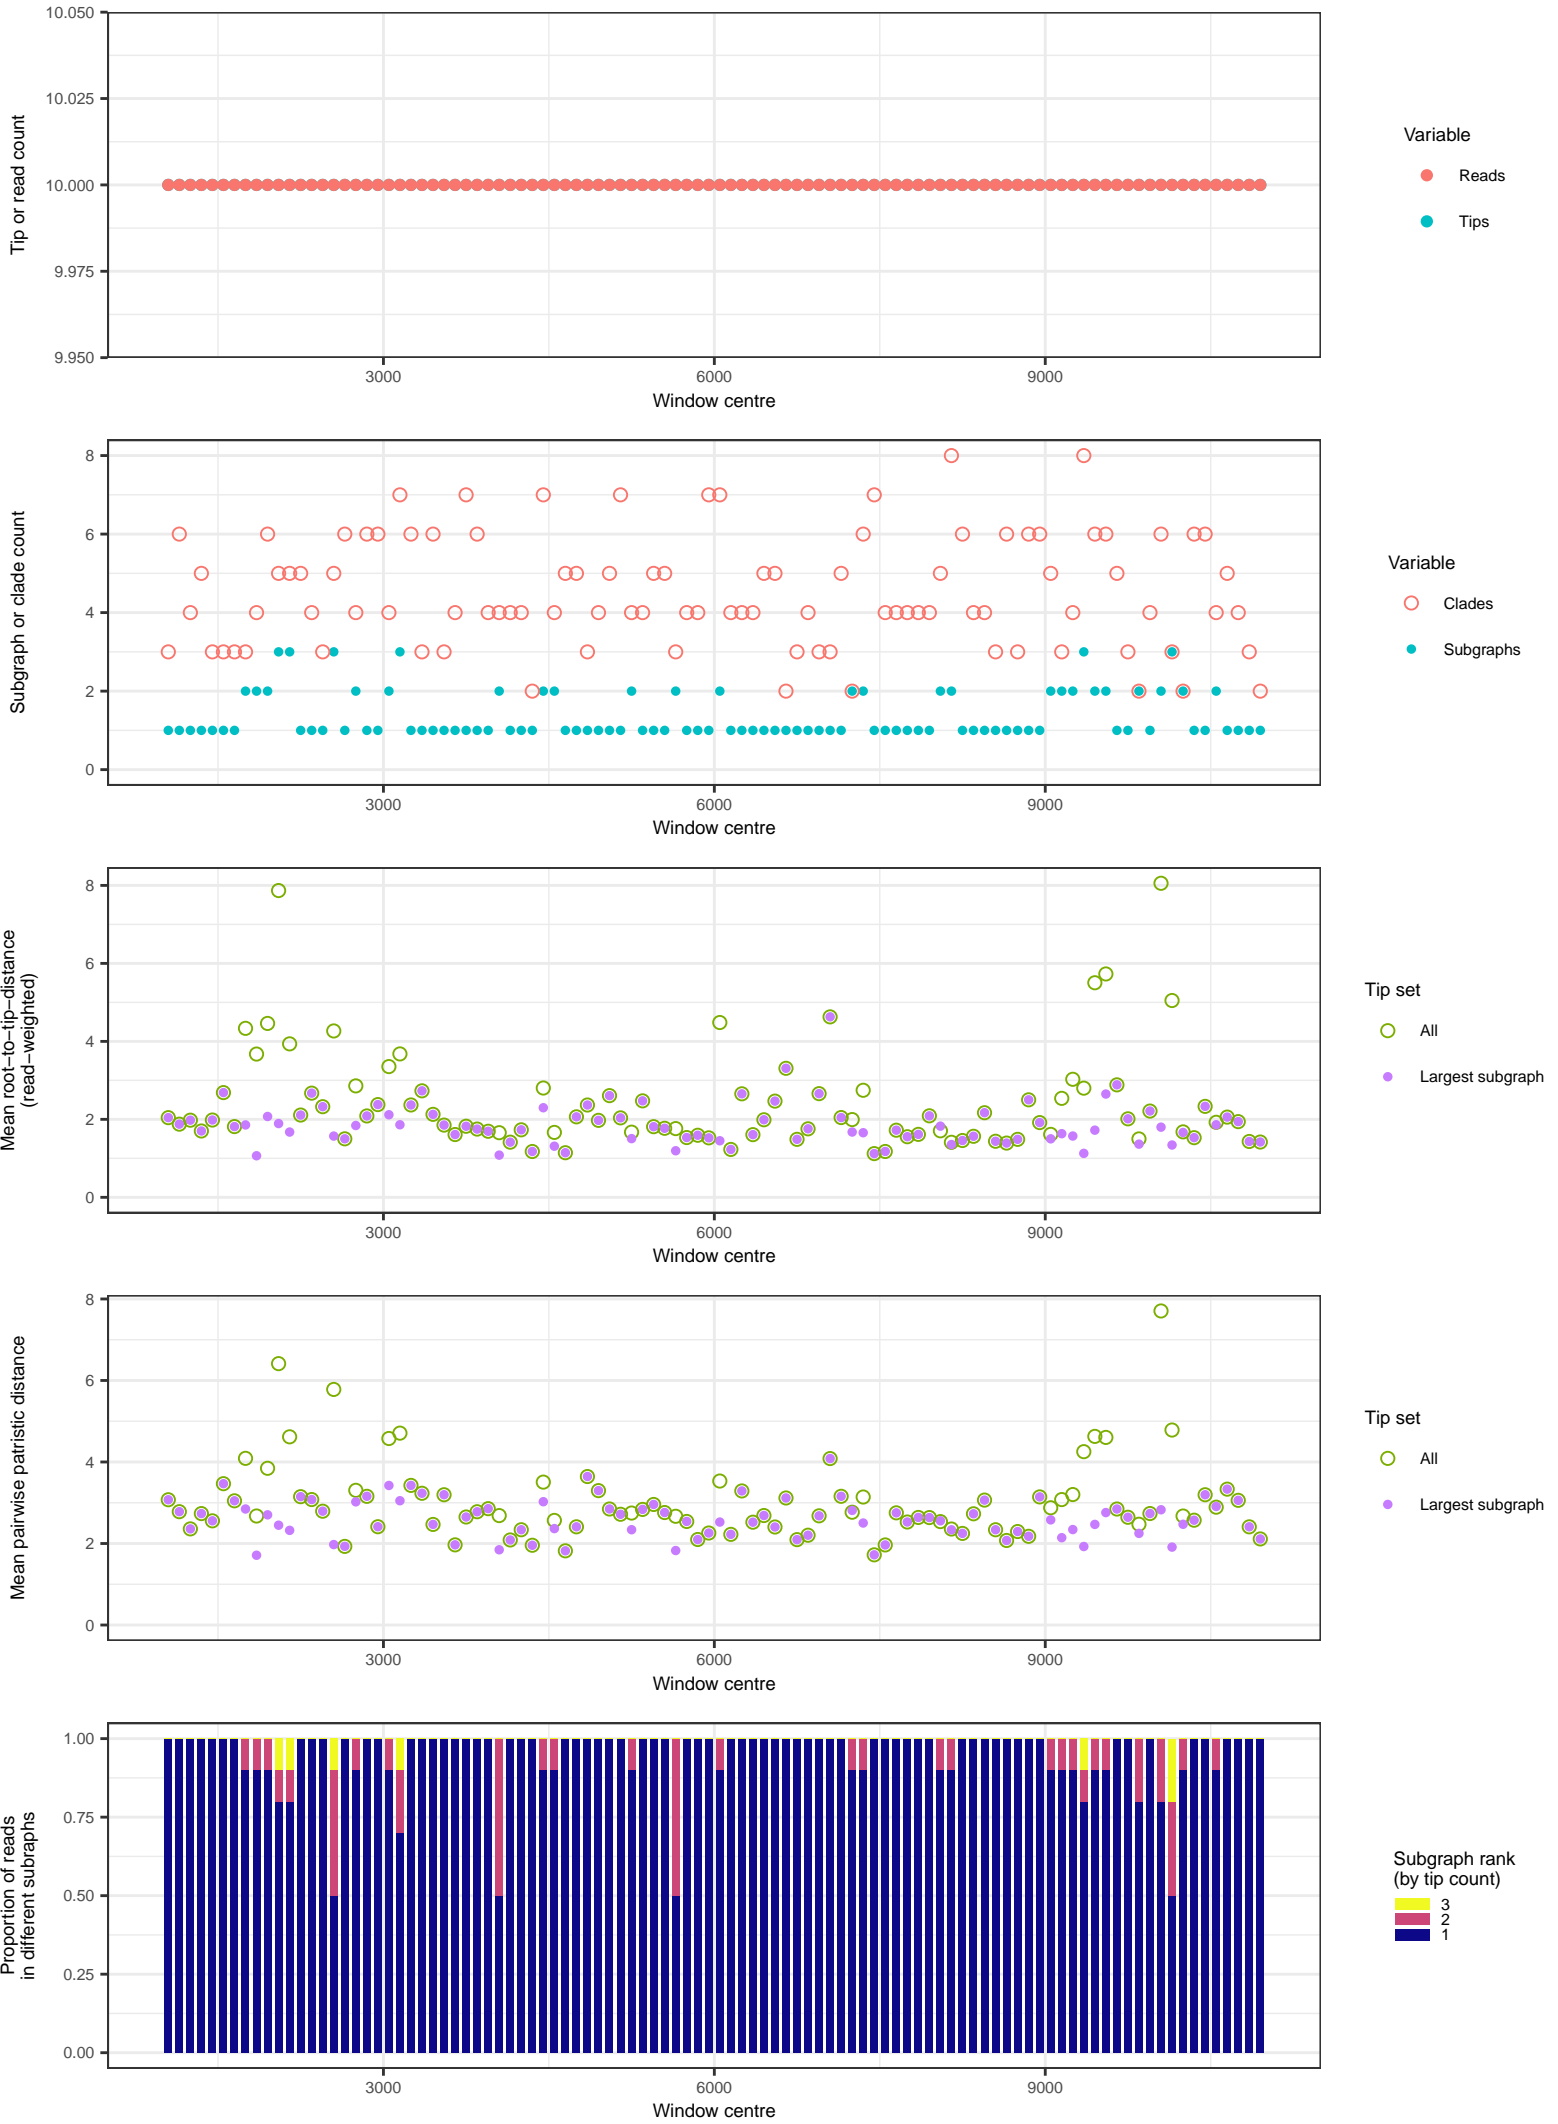 10.050
10.025
10.000
9.975
9.950
Tip or read count
3000
6000
9000
Window centre
Variable
Reads
Tips
8
6
4
2
0
Subgraph or clade count
3000
6000
9000
Window centre
Variable
Clades
Subgraphs
8
6
4
2
0
Mean root−to−tip−distance
(read−weighted)
3000
6000
9000
Window centre
Tip set
All
Largest subgraph
8
6
4
2
0
Mean pairwise patristic distance
3000
6000
9000
Window centre
Tip set
All
Largest subgraph
1.00
0.75
0.50
0.25
0.00
Proportion of reads
in different subraphs
3000
6000
9000
Window centre
Subgraph rank
(by tip count)
3
2
1